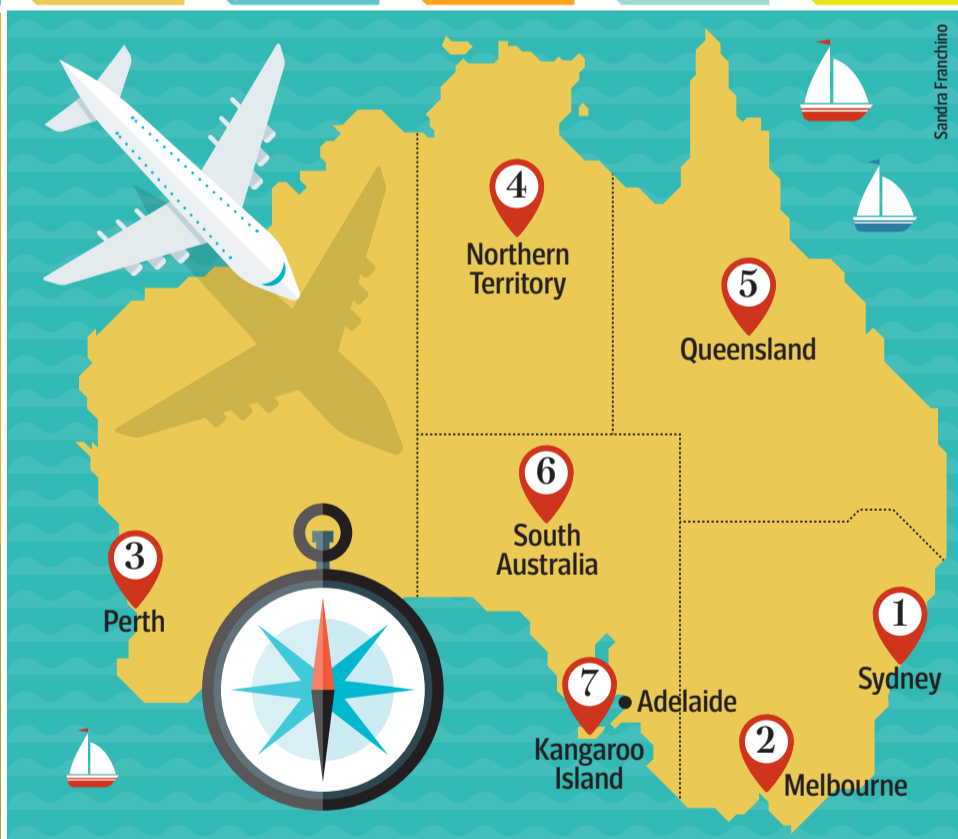 Sandra Franchino
4
Northern
Territory
5
Queensland
6
South
Australia
3
Perth
1
Sydney
7
Adelaide
Kangaroo
Island
2
Melbourne